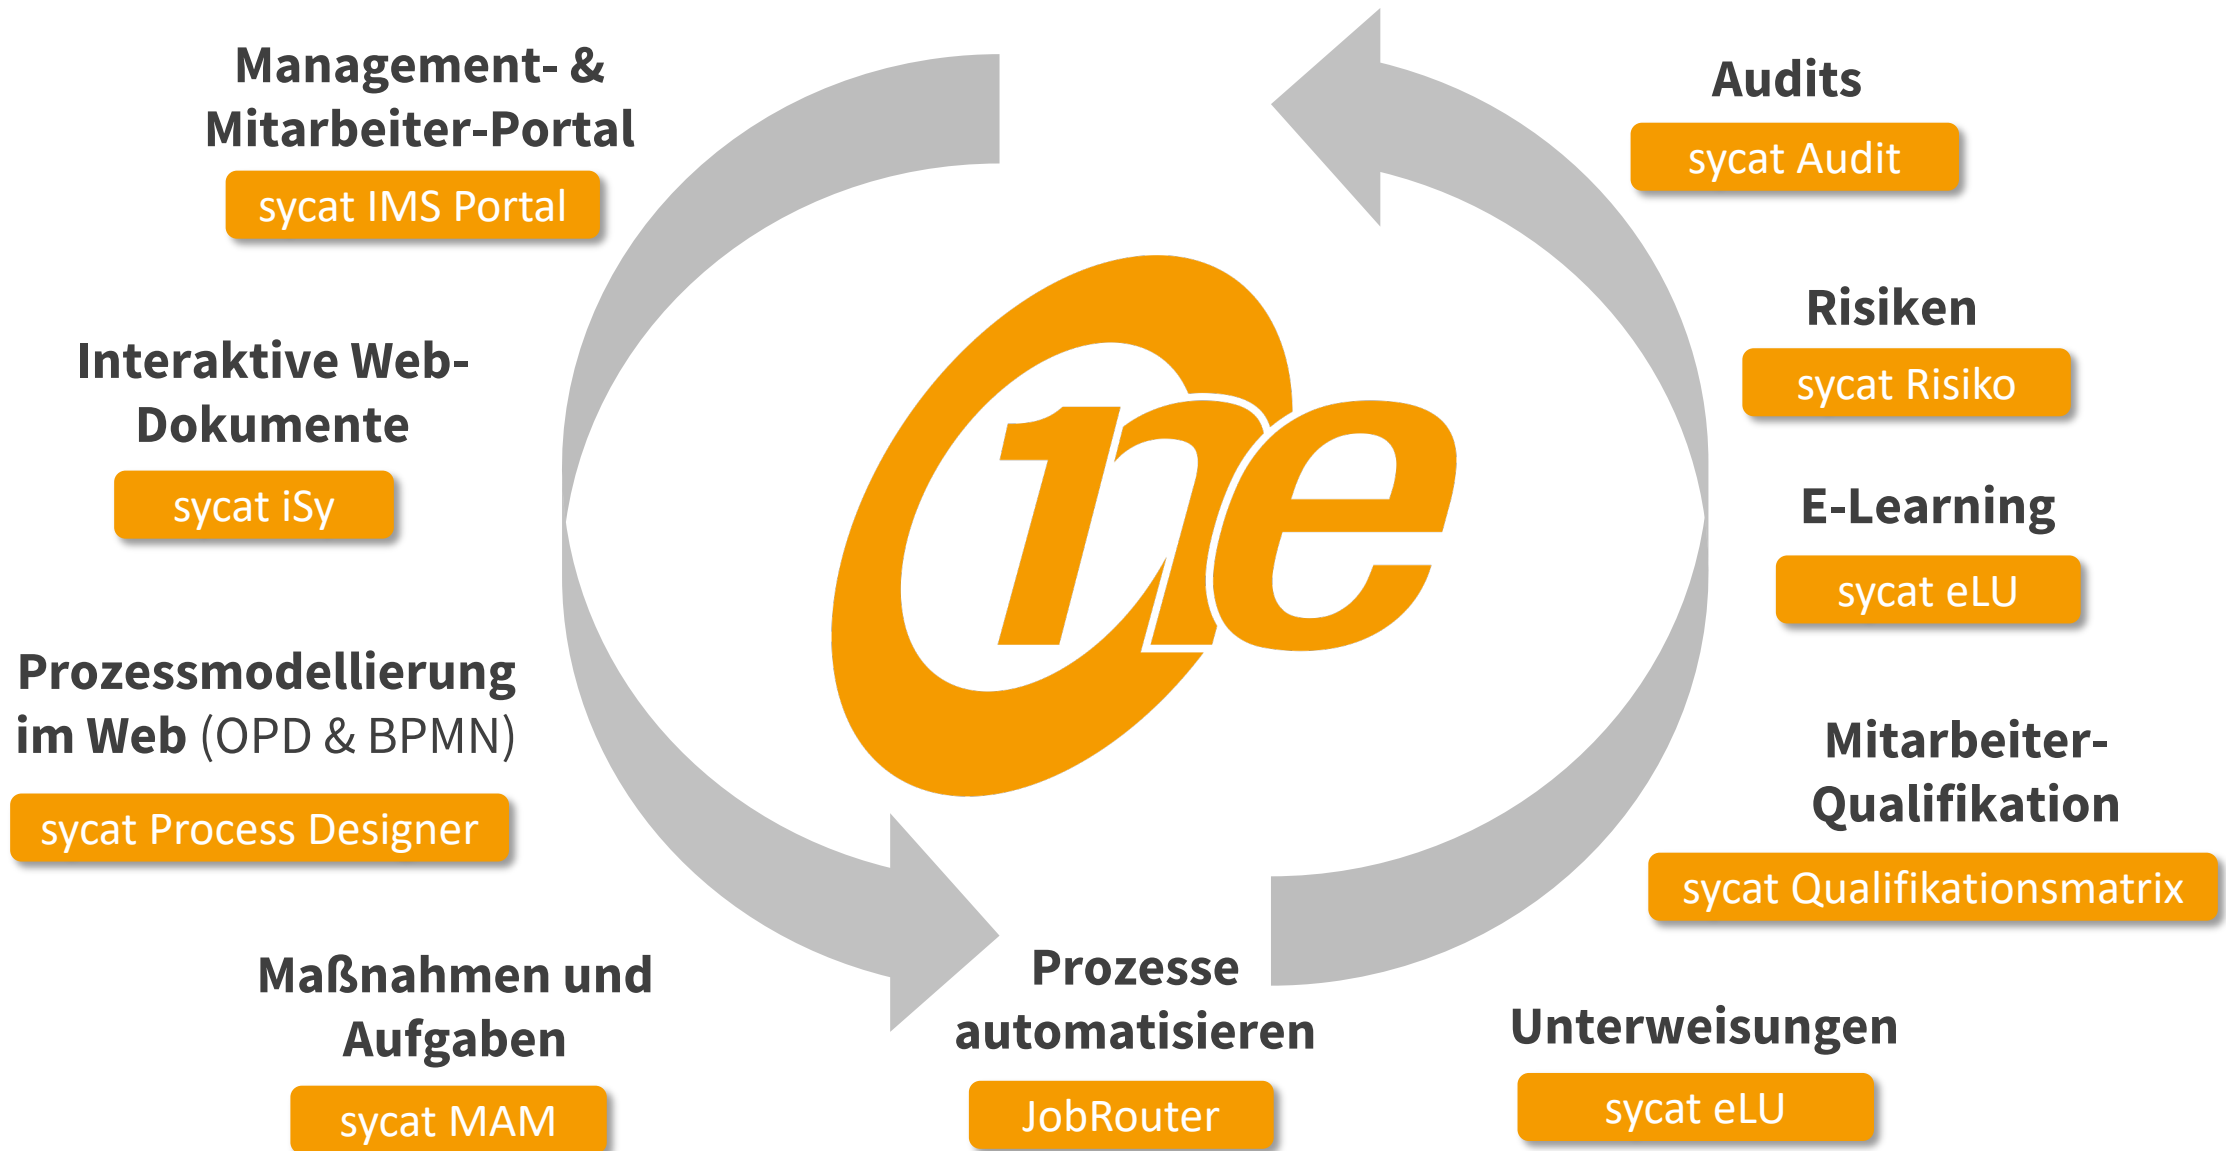 Management- &
Mitarbeiter-Portal
sycat IMS Portal
Interaktive Web-
Dokumente
sycat iSy
Prozessmodellierung
im Web (OPD & BPMN)
sycat Process Designer
Maßnahmen und
Aufgaben
sycat MAM
One
Prozesse
automatisieren
JobRouter
Audits
sycat Audit
Risiken
sycat Risiko
E-Learning
sycat eLU
Mitarbeiter-
Qualifikation
sycat Qualifikationsmatrix
Unterweisungen
sycat eLU